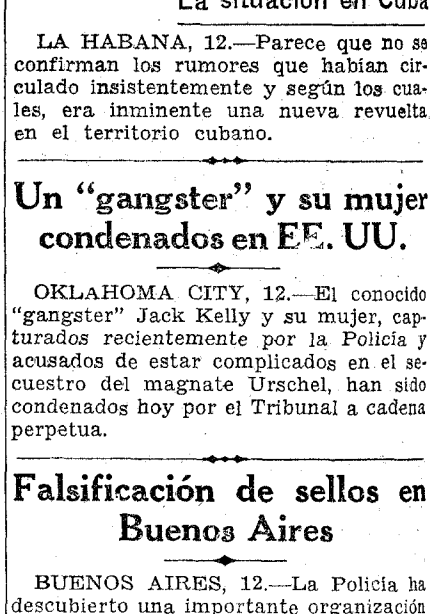 La situación en Cuba
LA HABANA, 12.—Parece que no se
confirman los rumores que habían cir-
culado insistentemente y según los cua-
les, era inminente una nueva revuelta
en el territorio cubano.
Un “gangster” y su mujer
condenados en EE. UU.
OKLAHOMA CITY, 12.—El conocido
“gangster” Jack Kelly y su mujer, cap-
turados recientemente por la Policía y
acusados de estar complicados en el se-
cuestro del magnate Urschel, han sido
condenados hoy por el Tribunal a cadena
perpetua.
Falsificación de sellos en
Buenos Aires
BUENOS AIRES, 12.—La Policía ha
descubierto una importante organización